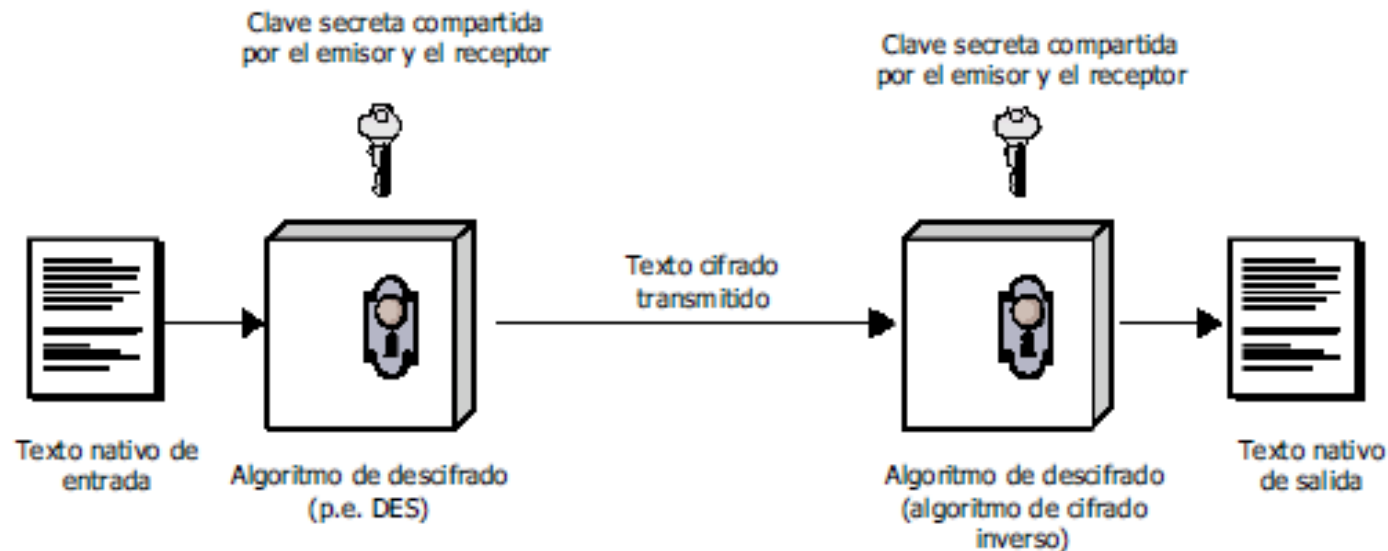 Clave secreta compartida
por el emisor y el receptor
Clave secreta compartida
por el emisor y el receptor
Texto cifrado
transmitido
Texto nativo de
entrada
Algoritmo de descifrado
(p.e. DES)
Algoritmo de descifrado
(algoritmo de cifrado
inverso)
Texto nativo
de salida